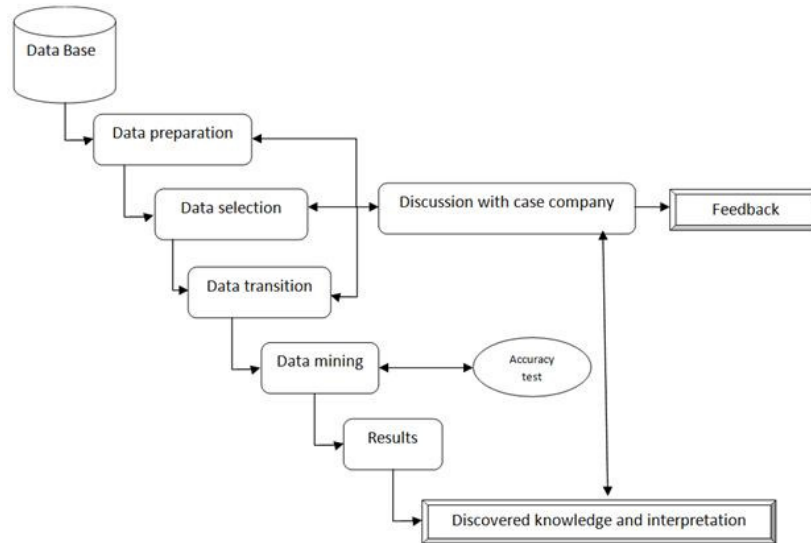 Data Base
Data preparation
Data selection
Discussion with case company
Feedback
Data transition
Data mining
Accuracy
test
Results
Discovered knowledge and interpretation